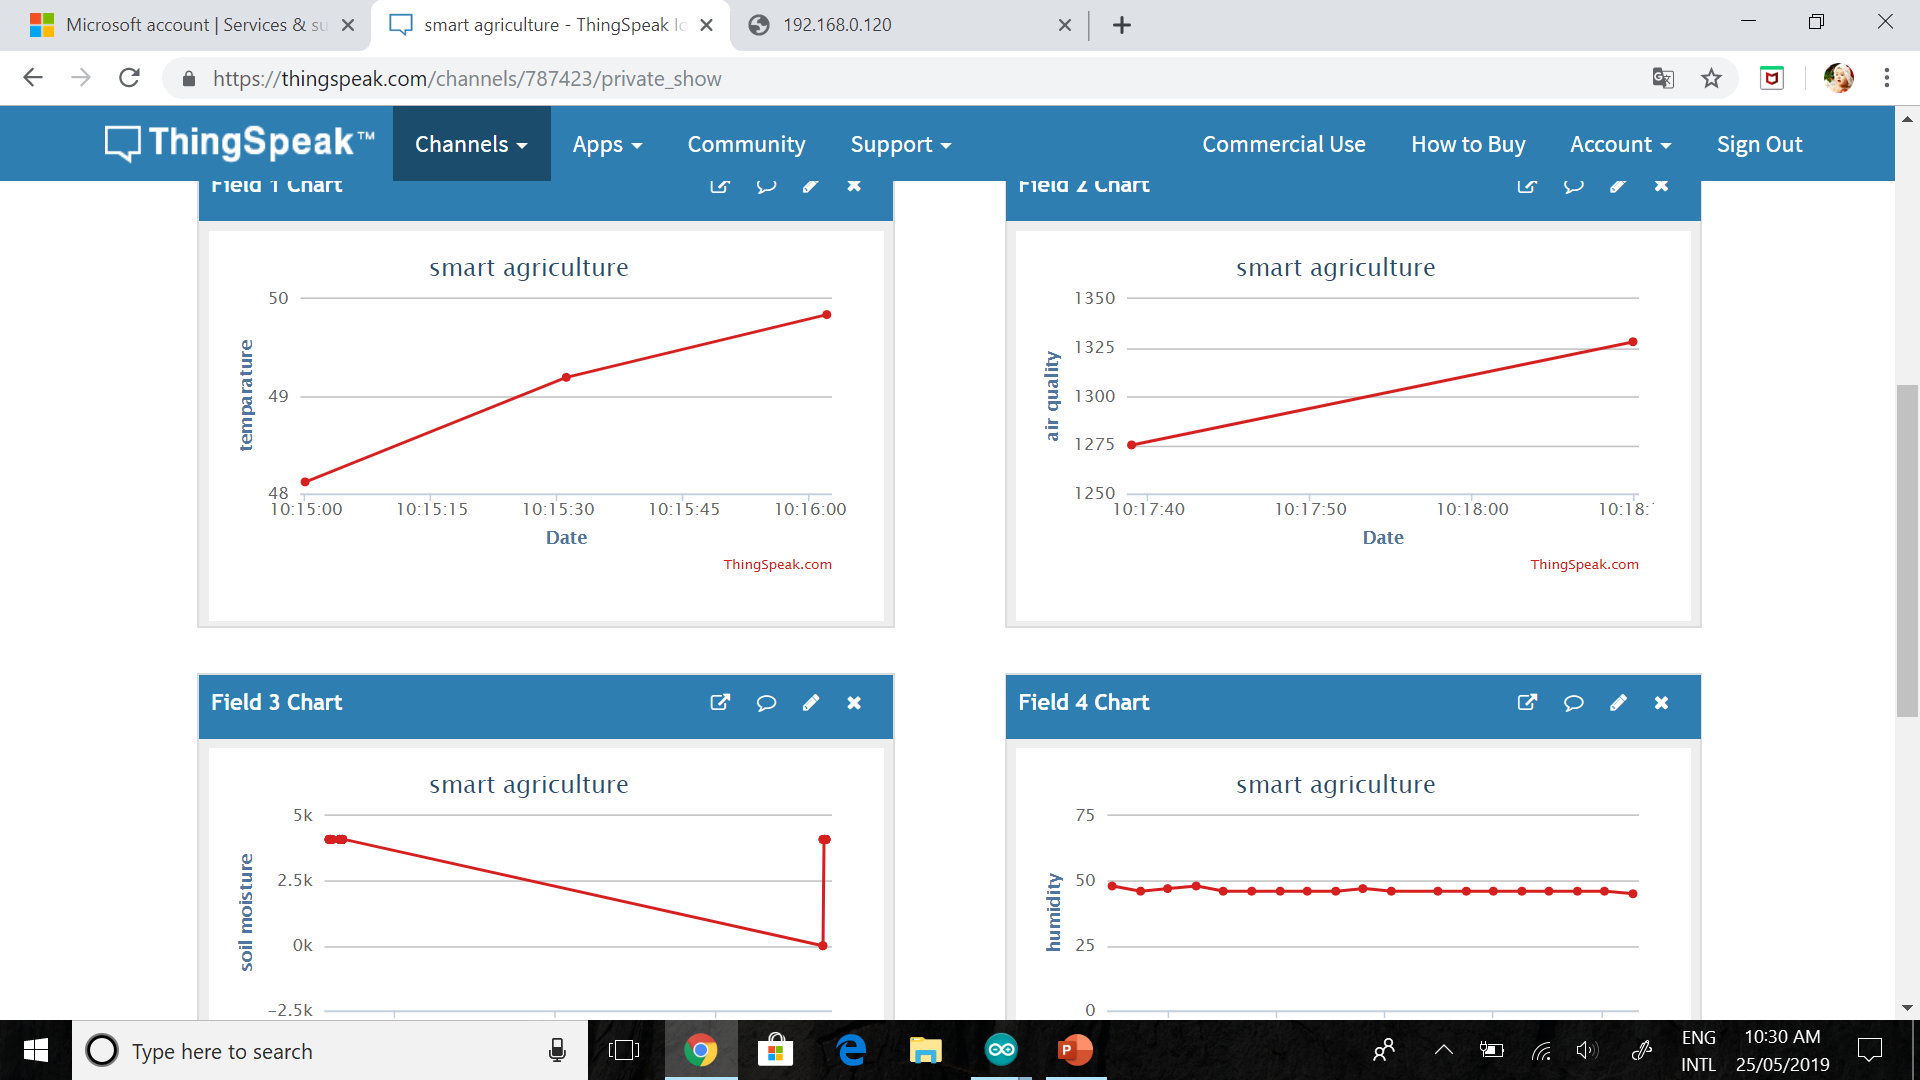 Microsoft account | Services & su
smart agriculture - ThingSpeak Io
192.168.0.120
https://thingspeak.com/channels/787423/private_show
ThingSpeak™
Channels
Apps
Community
Support
Commercial Use
How to Buy
Account
Sign Out
Field 1 Chart
Field 2 Chart
smart agriculture
50
49
48
temparature
10:15:00 10:15:15 10:15:30 10:15:45 10:16:00
Date
ThingSpeak.com
smart agriculture
1350
1325
1300
1275
1250
air quality
10:17:40 10:17:50 10:18:00 10:18:
Date
ThingSpeak.com
Field 3 Chart
Field 4 Chart
smart agriculture
5k
2.5k
0k
-2.5k
soil moisture
smart agriculture
75
50
25
0
humidity
Type here to search
ENG
INTL
10:30 AM
25/05/2019